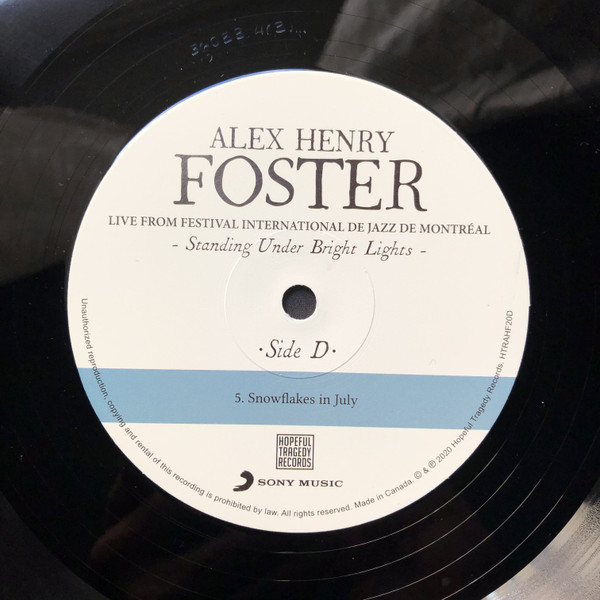 ALEX HENRY
FOSTER
LIVE FROM FESTIVAL INTERNATIONAL DE JAZZ DE MONTRÉAL
- Standing Under Bright Lights -
·Side D·
5. Snowflakes in July
HOPEFUL
TRAGEDY
RECORDS
SONY MUSIC
Unauthorized reproduction, copying and rental of this recording is prohibited by law. All rights reserved. Made in Canada. © & ℗ 2020 Hopeful Tragedy Records. HTRAHF20D